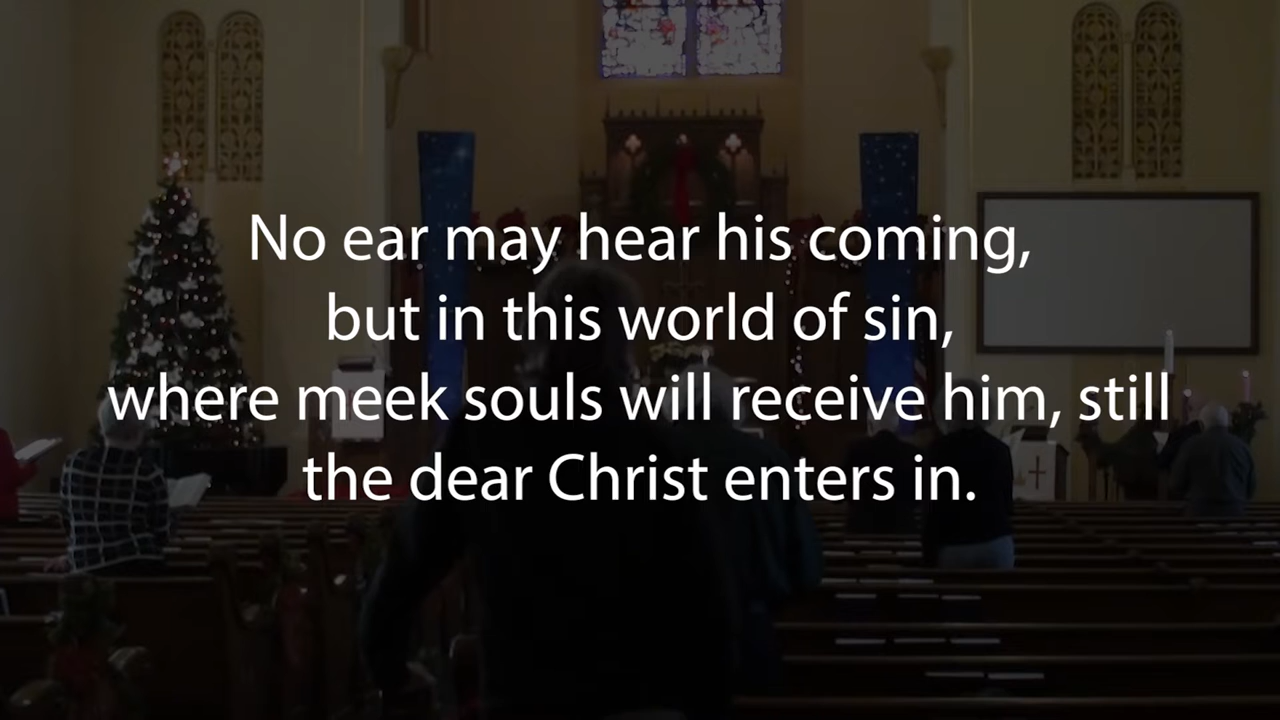 No ear may hear his coming,
but in this world of sin,
where meek souls will receive him, still
the dear Christ enters in.